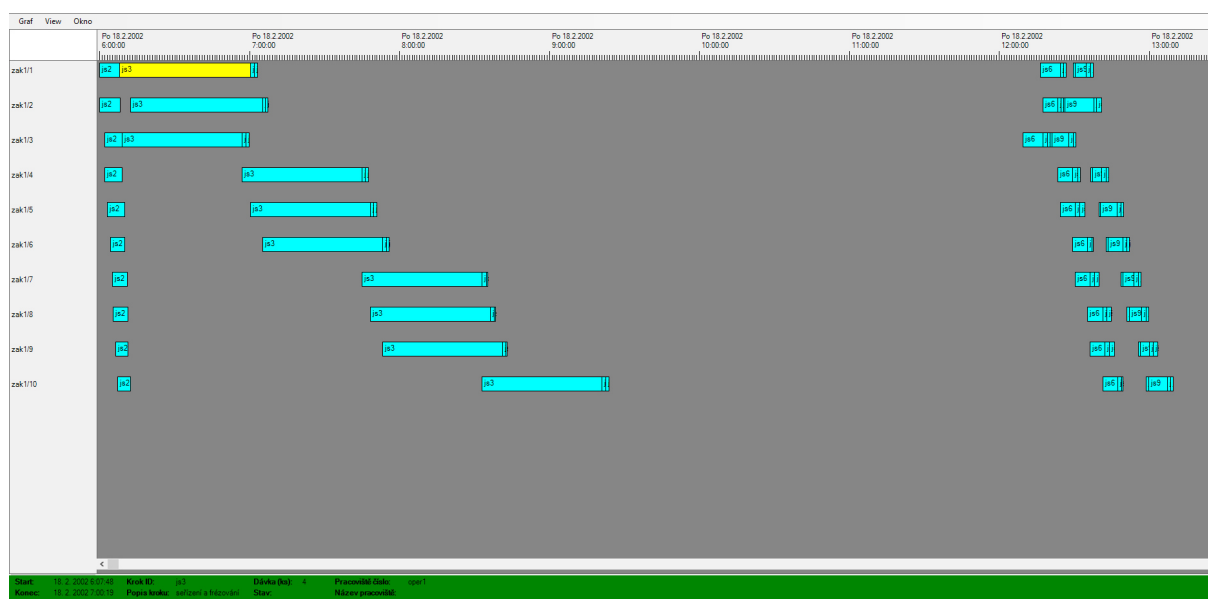 Graf View Okno
Po 18.2.2002 Po 18.2.2002 Po 18.2.2002 Po 18.2.2002 Po 18.2.2002 Po 18.2.2002 Po 18.2.2002 Po 18.2.2002
6:00:00 7:00:00 8:00:00 9:00:00 10:00:00 11:00:00 12:00:00 13:00:00
zak1/1 js2 js3 js6 js9
zak1/2 js2 js3 js6 js9
zak1/3 js2 js3 js6 js9
zak1/4 js2 js3 js6 js
zak1/5 js2 js3 js6 js9
zak1/6 js2 js3 js6 js9
zak1/7 js2 js3 js6 js9
zak1/8 js2 js3 js6 js9
zak1/9 js2 js3 js6 js
zak1/10 js2 js3 js6 js9
Start: 18. 2. 2002 6:07:48 Krok ID: js3 Dávka (ks): 4 Pracoviště číslo: oper1
Konec: 18. 2. 2002 7:00:19 Popis kroku: seřízení a frézování Stav: Název pracoviště: